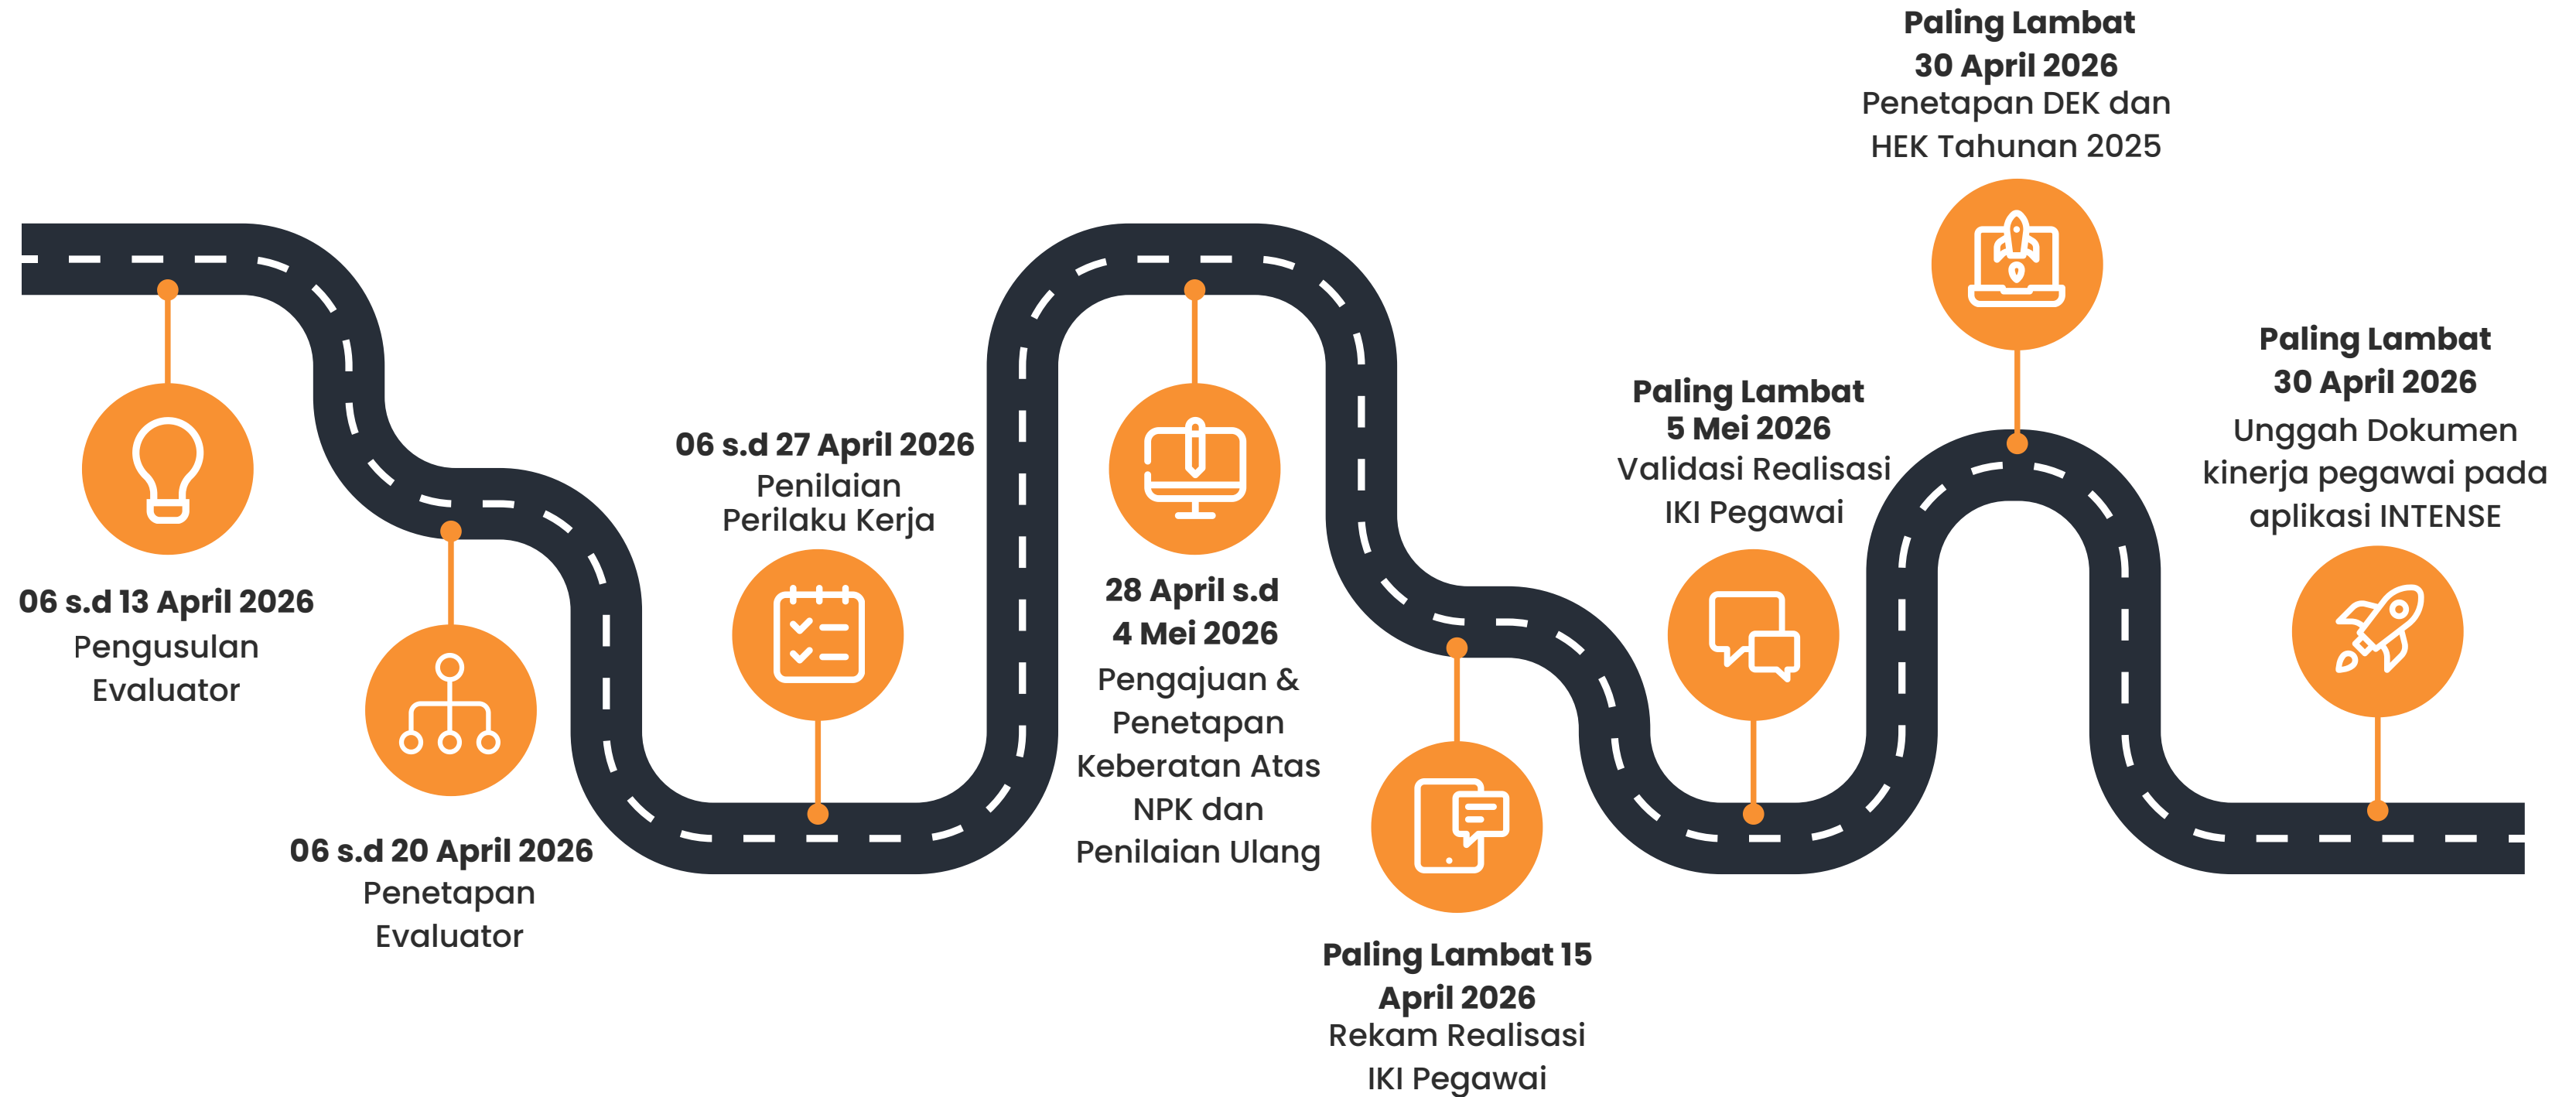 06 s.d 13 April 2026
Pengusulan
Evaluator
06 s.d 20 April 2026
Penetapan
Evaluator
06 s.d 27 April 2026
Penilaian
Perilaku Kerja
28 April s.d
4 Mei 2026
Pengajuan &
Penetapan
Keberatan Atas
NPK dan
Penilaian Ulang
Paling Lambat 15
April 2026
Rekam Realisasi
IKI Pegawai
Paling Lambat
5 Mei 2026
Validasi Realisasi
IKI Pegawai
Paling Lambat
30 April 2026
Penetapan DEK dan
HEK Tahunan 2025
Paling Lambat
30 April 2026
Unggah Dokumen
kinerja pegawai pada
aplikasi INTENSE